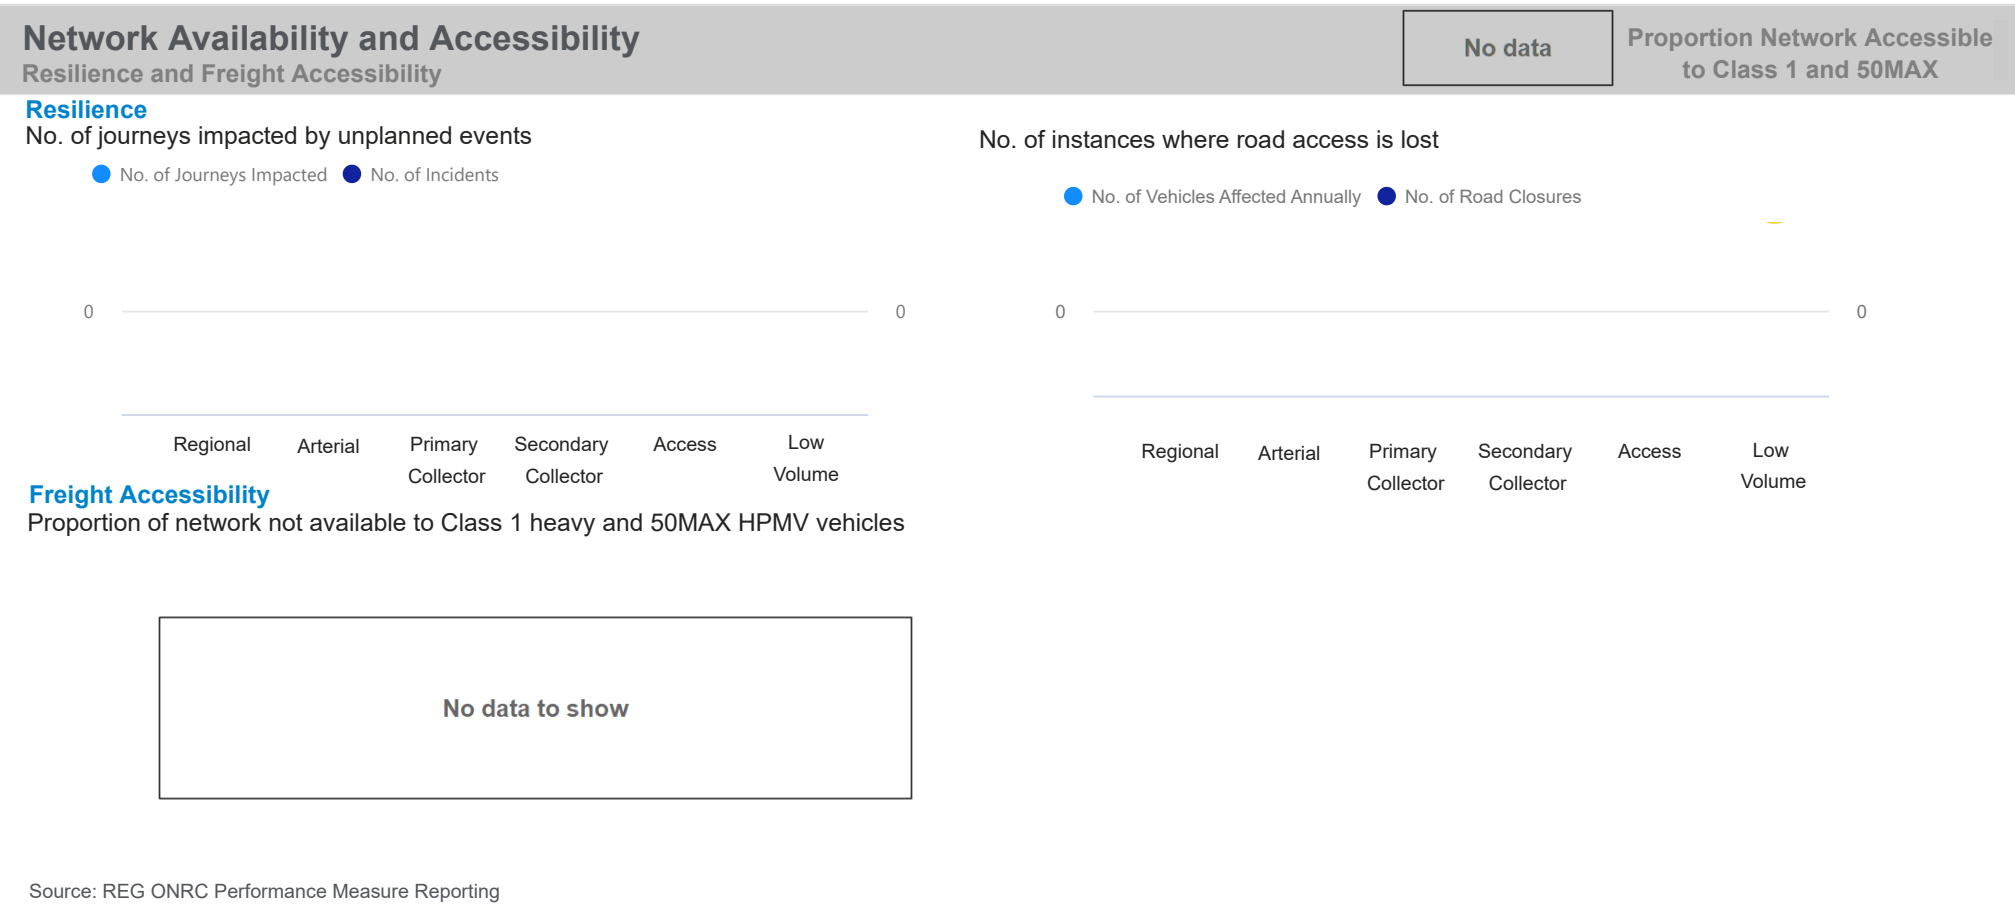 Network Availability and Accessibility
Resilience and Freight Accessibility
No data
Proportion Network Accessible
to Class 1 and 50MAX
Resilience
No. of journeys impacted by unplanned events
No. of Journeys Impacted No. of Incidents
0 0
Regional Arterial Primary Secondary Access Low
Collector Collector Volume
No. of instances where road access is lost
No. of Vehicles Affected Annually No. of Road Closures
0 0
Regional Arterial Primary Secondary Access Low
Collector Collector Volume
Freight Accessibility
Proportion of network not available to Class 1 heavy and 50MAX HPMV vehicles
No data to show
Source: REG ONRC Performance Measure Reporting